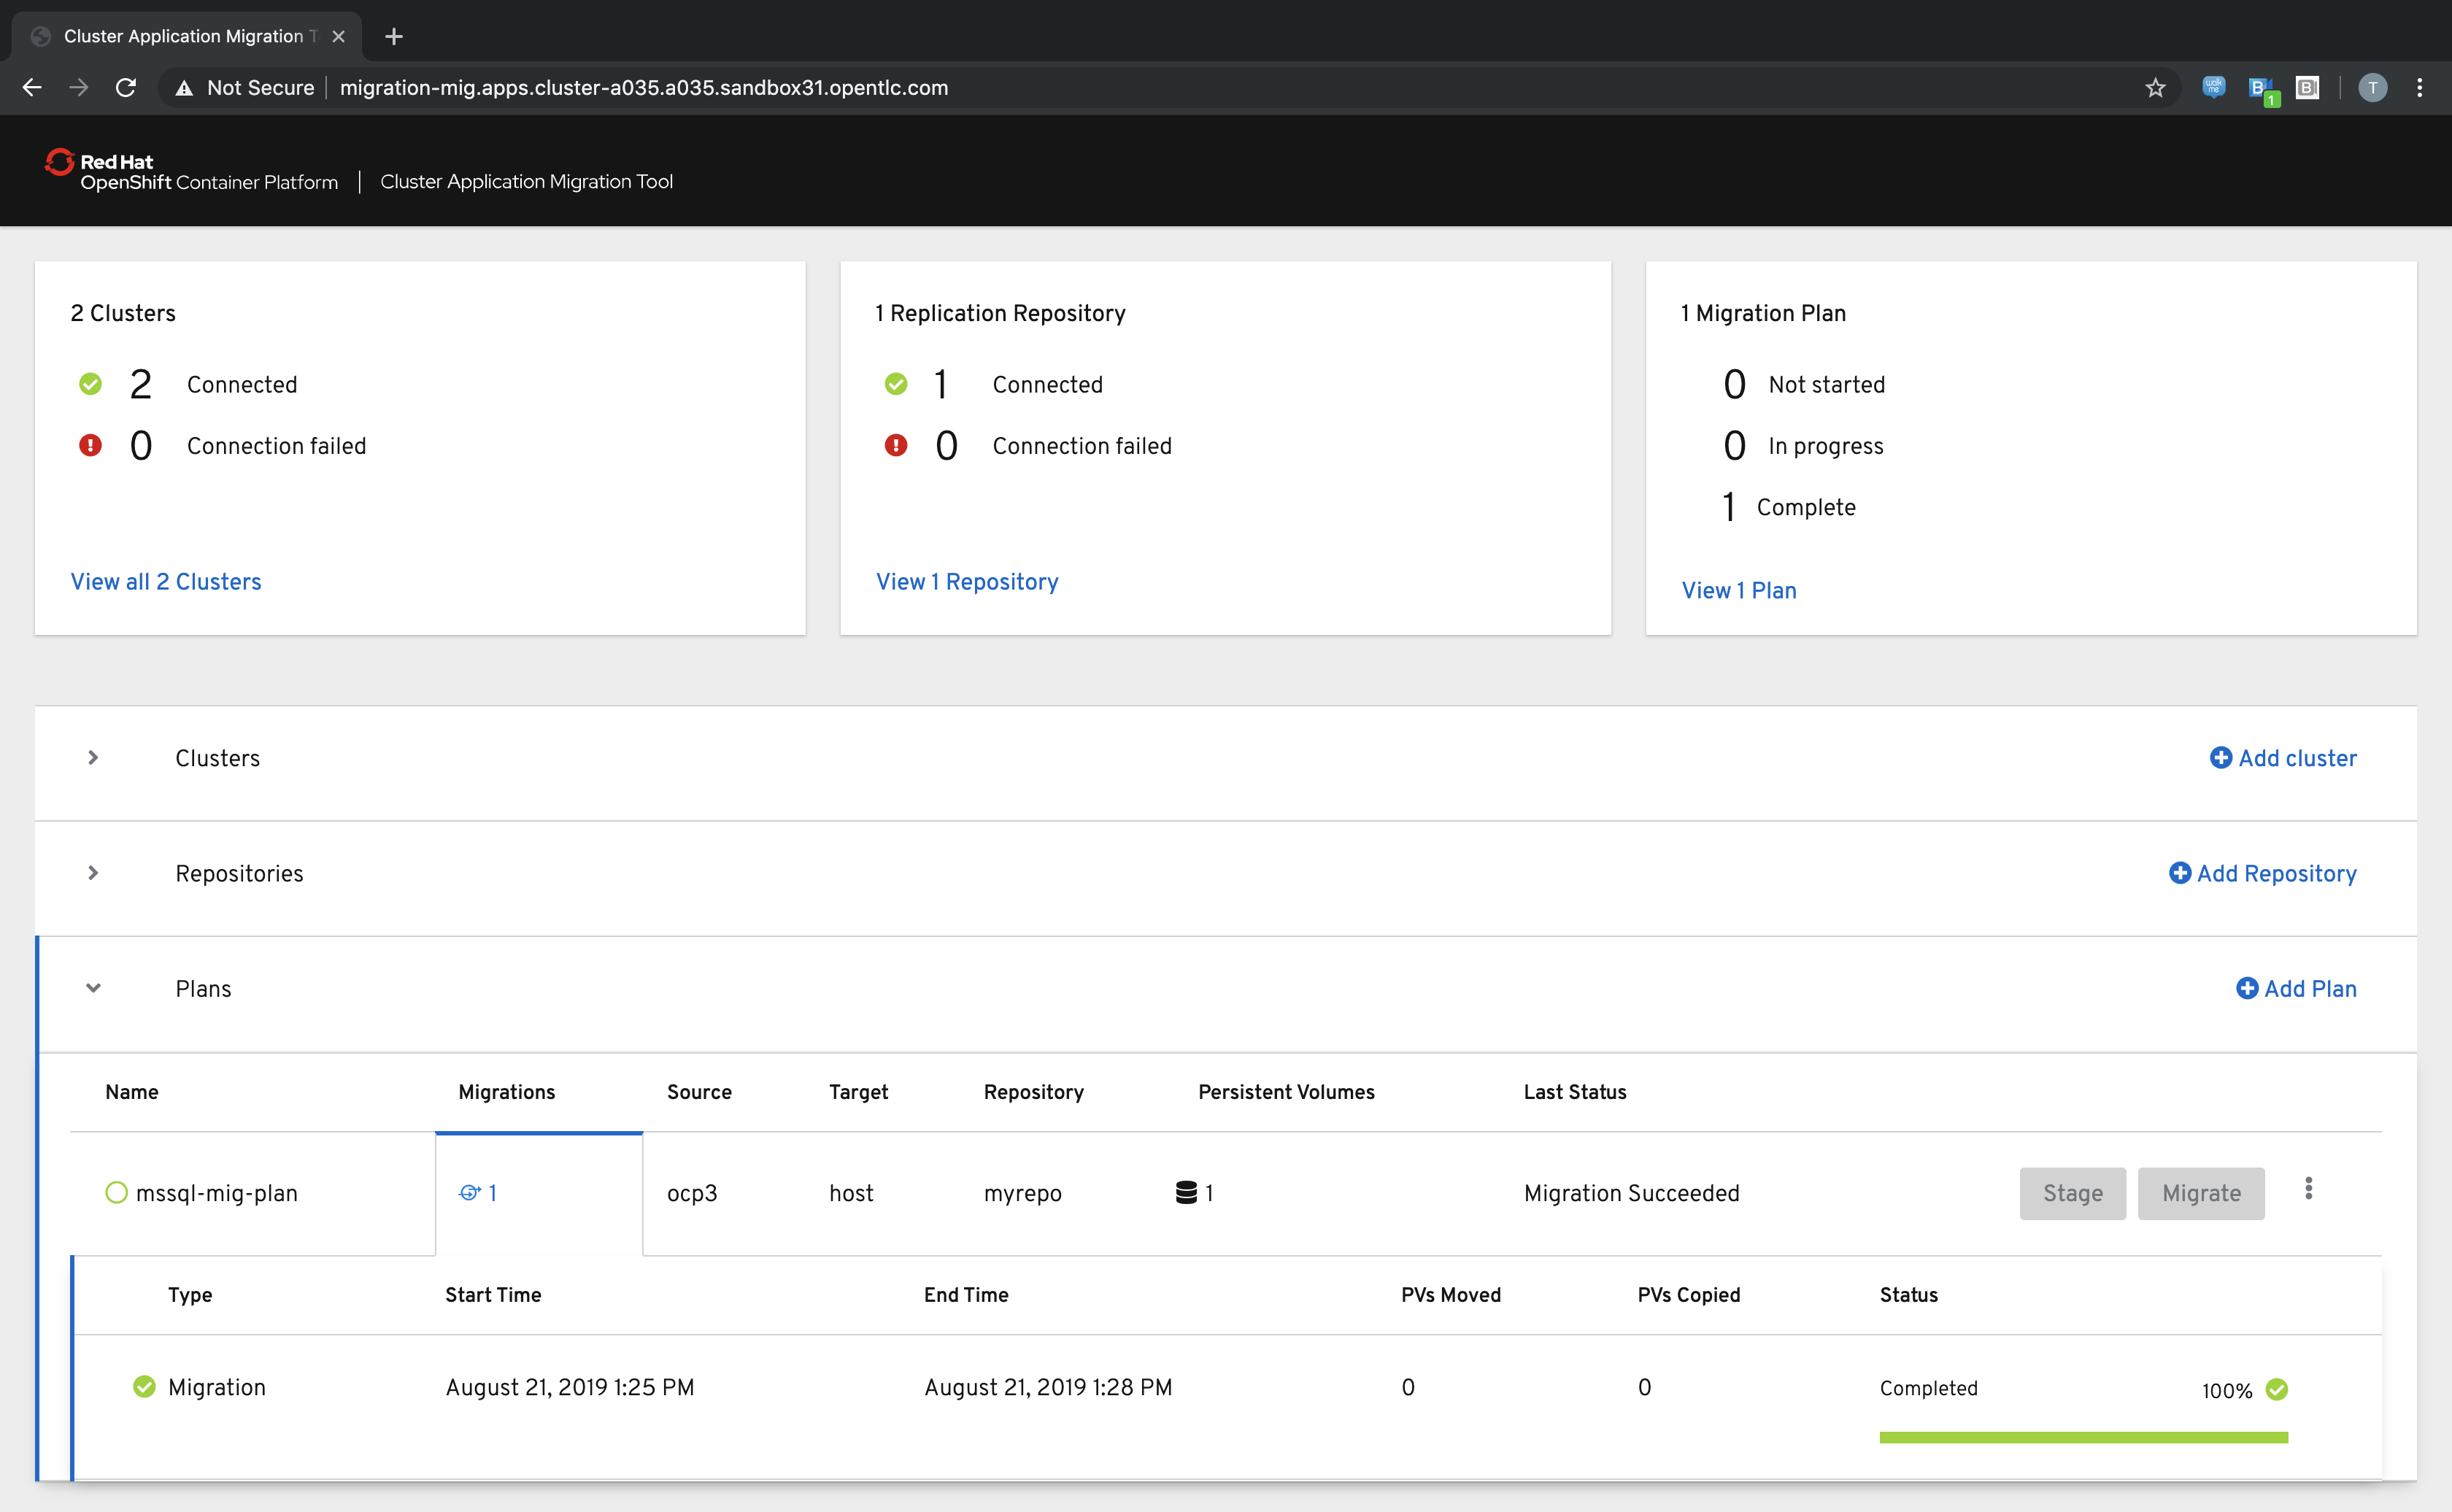 Cluster Application Migration T
Not Secure
migration-mig.apps.cluster-a035.a035.sandbox31.opentlc.com
walk me
B
1
B
T
Red Hat
OpenShift Container Platform
Cluster Application Migration Tool
2 Clusters
2 Connected
0 Connection failed
View all 2 Clusters
1 Replication Repository
1 Connected
0 Connection failed
View 1 Repository
1 Migration Plan
0 Not started
0 In progress
1 Complete
View 1 Plan
Clusters
Add cluster
Repositories
Add Repository
Plans
Add Plan
Name Migrations Source Target Repository Persistent Volumes Last Status
mssql-mig-plan 1 ocp3 host myrepo 1 Migration Succeeded Stage Migrate
Type Start Time End Time PVs Moved PVs Copied Status
Migration August 21, 2019 1:25 PM August 21, 2019 1:28 PM 0 0 Completed 100%